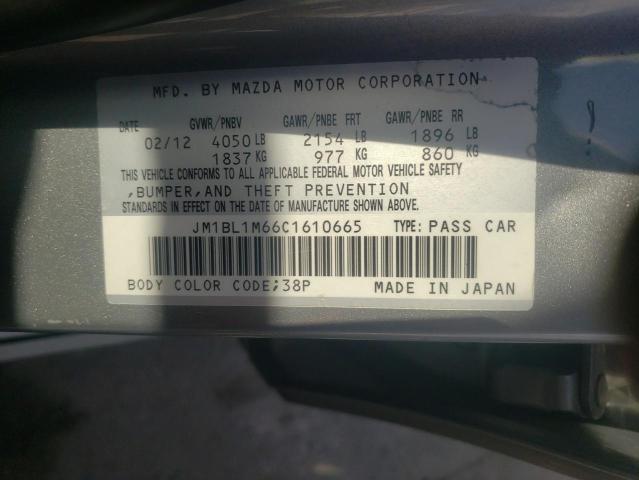 MFD. BY MAZDA MOTOR CORPORATION
DATE GVWR/PNBV GAWR/PNBE FRT GAWR/PNBE RR
02/12 4050 LB 2154 LB 1896 LB
1837 KG 977 KG 860 KG
THIS VEHICLE CONFORMS TO ALL APPLICABLE FEDERAL MOTOR VEHICLE SAFETY
,BUMPER,AND THEFT PREVENTION
STANDARDS IN EFFECT ON THE DATE OF MANUFACTURE SHOWN ABOVE.
JM1BL1M66C1610665 TYPE: PASS CAR
BODY COLOR CODE;38P MADE IN JAPAN